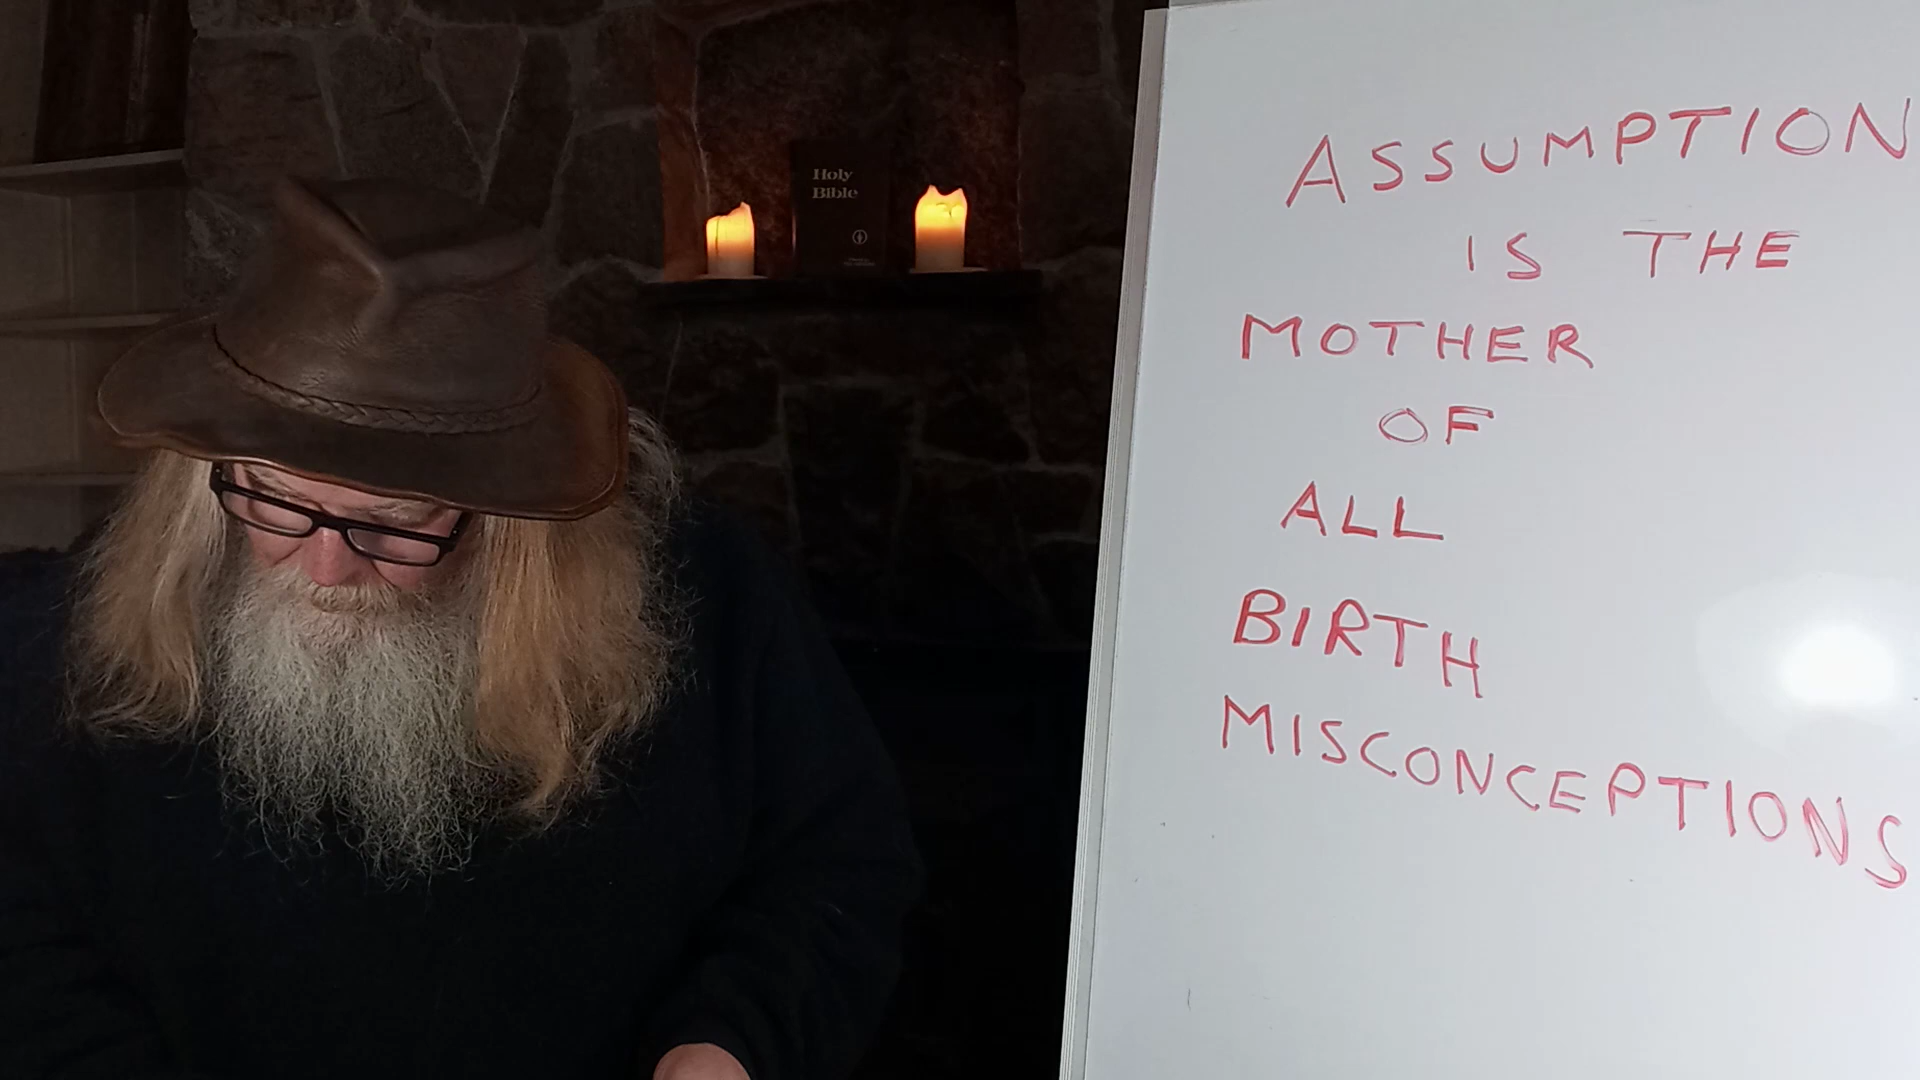 Holy
Bible
ASSUMPTION
IS THE
MOTHER
OF
ALL
BIRTH
MISCONCEPTIONS